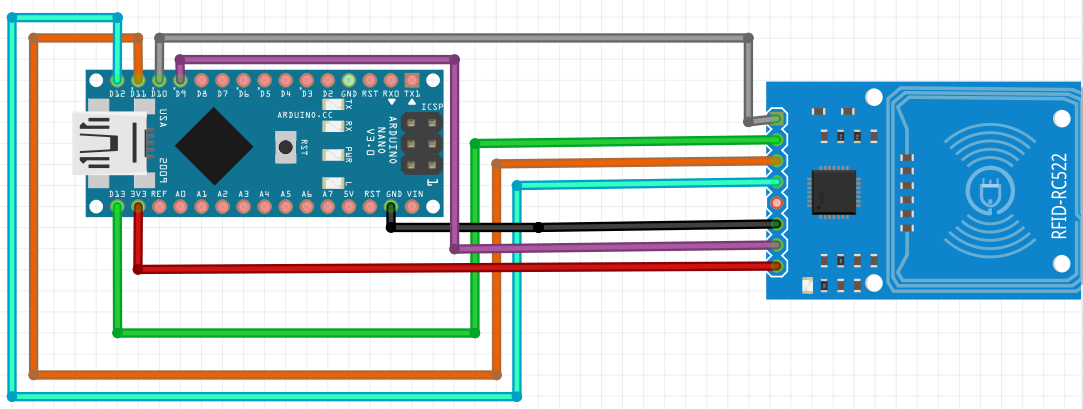 D12 D11 D10 D9 D8 D7 D6 D5 D4 D3 D2 GND RST RX0 TX1
TX
RX
PWR
L
ICSP
1
USA
2005
ARDUINO.CC
RST
ARDUINO
NANO
V3.0
D13 3V3 REF A0 A1 A2 A3 A4 A5 A6 A7 5V RST GND VIN
RFID-RC522